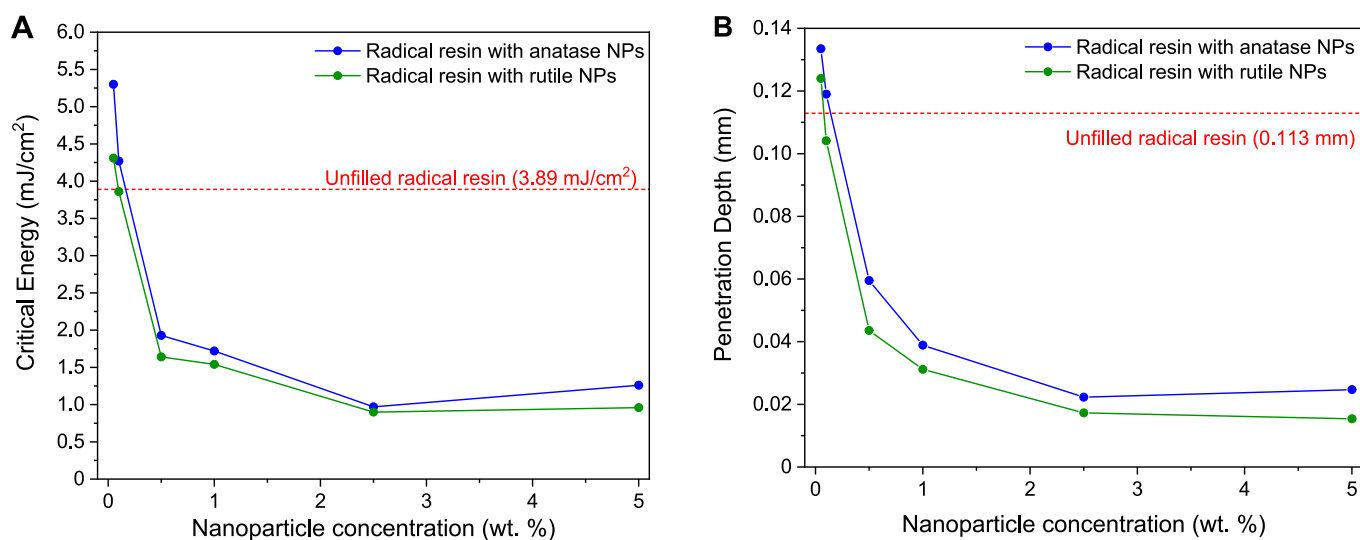 A
Critical Energy (mJ/cm²)
6.0
5.5
5.0
4.5
4.0
3.5
3.0
2.5
2.0
1.5
1.0
0.5
0
Radical resin with anatase NPs
Radical resin with rutile NPs
Unfilled radical resin (3.89 mJ/cm²)
0 1 2 3 4 5
Nanoparticle concentration (wt. %)
B
Penetration Depth (mm)
0.14
0.12
0.10
0.08
0.06
0.04
0.02
0
Radical resin with anatase NPs
Radical resin with rutile NPs
Unfilled radical resin (0.113 mm)
0 1 2 3 4 5
Nanoparticle concentration (wt. %)